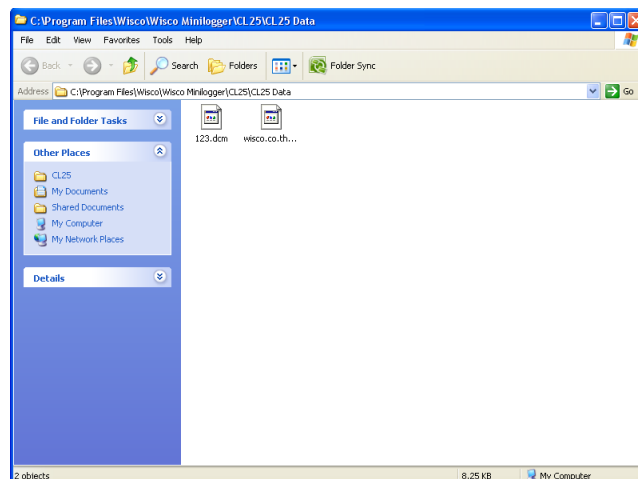 C:\Program Files\Wisco\Wisco Minilogger\CL25\CL25 Data
File Edit View Favorites Tools Help
Back Search Folders Folder Sync
Address C:\Program Files\Wisco\Wisco Minilogger\CL25\CL25 Data Go
File and Folder Tasks
Other Places
CL25
My Documents
Shared Documents
My Computer
My Network Places
Details
123.dcm wisco.co.th...
2 objects 8.25 KB My Computer